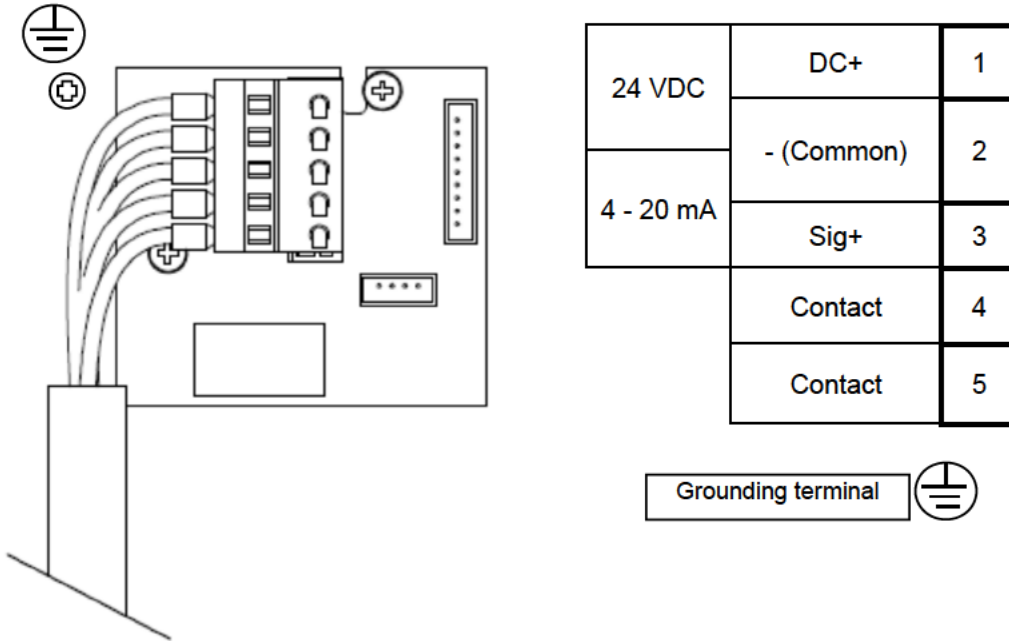 24 VDC
DC+
1
- (Common)
2
4 - 20 mA
Sig+
3
Contact
4
Contact
5
Grounding terminal